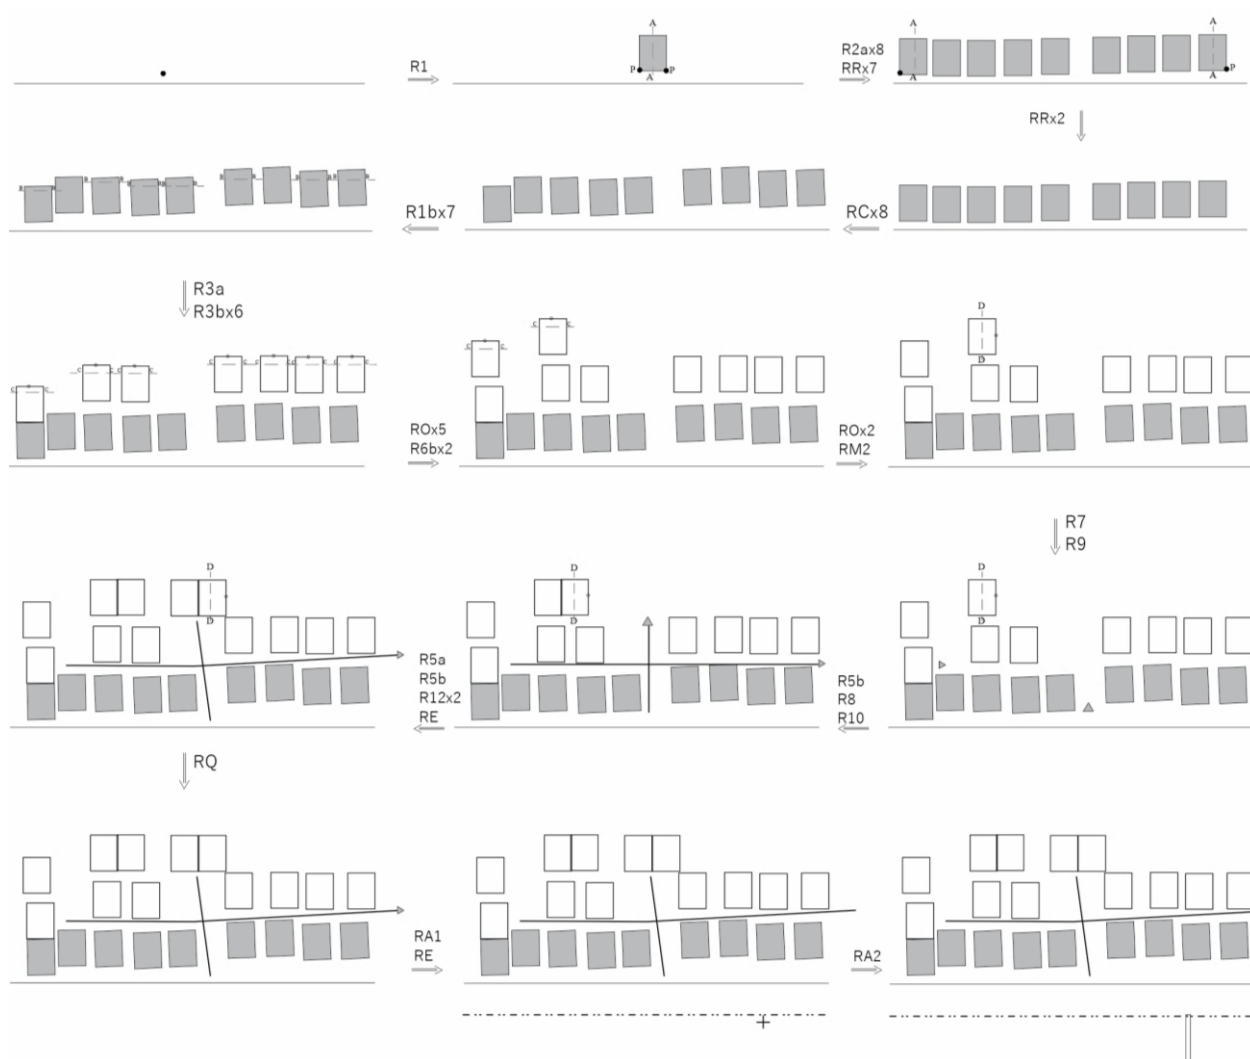 R1
A
P P
A
R2ax8
RRx7
A A
A A P
RRx2
R1bx7
RCx8
R3a
R3bx6
C C
C C
C C
C C
C C
C C
C C
ROx5
R6bx2
C C
C C
ROx2
RM2
D
D
R7
R9
D
D
R5a
R5b
R12x2
RE
D
D
R5b
R8
R10
D
D
RQ
RA1
RE
RA2